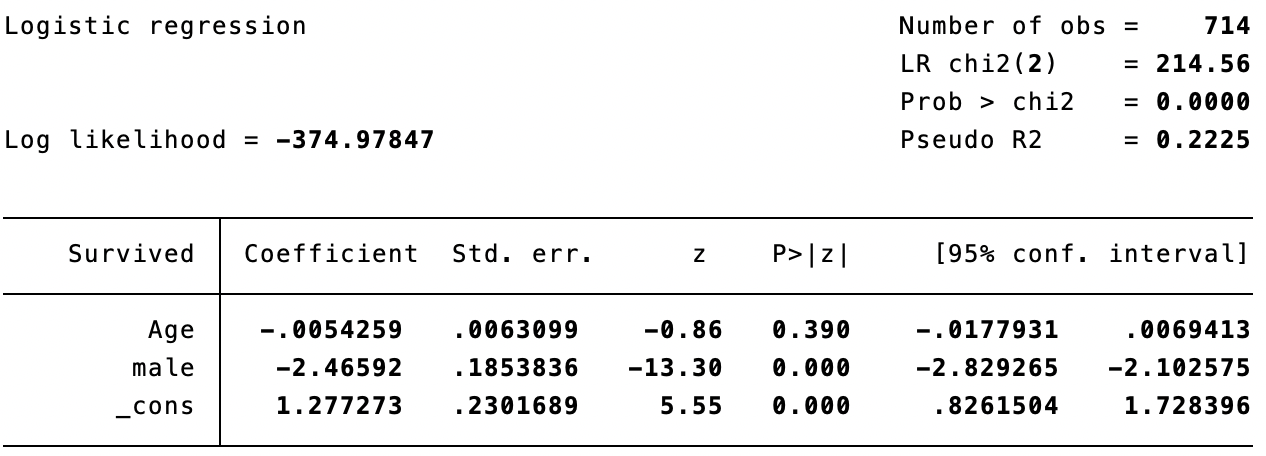 Logistic regression Number of obs = 714
LR chi2(2) = 214.56
Prob > chi2 = 0.0000
Log likelihood = -374.97847 Pseudo R2 = 0.2225
Survived Coefficient Std. err. z P>|z| [95% conf. interval]
Age -.0054259 .0063099 -0.86 0.390 -.0177931 .0069413
male -2.46592 .1853836 -13.30 0.000 -2.829265 -2.102575
_cons 1.277273 .2301689 5.55 0.000 .8261504 1.728396